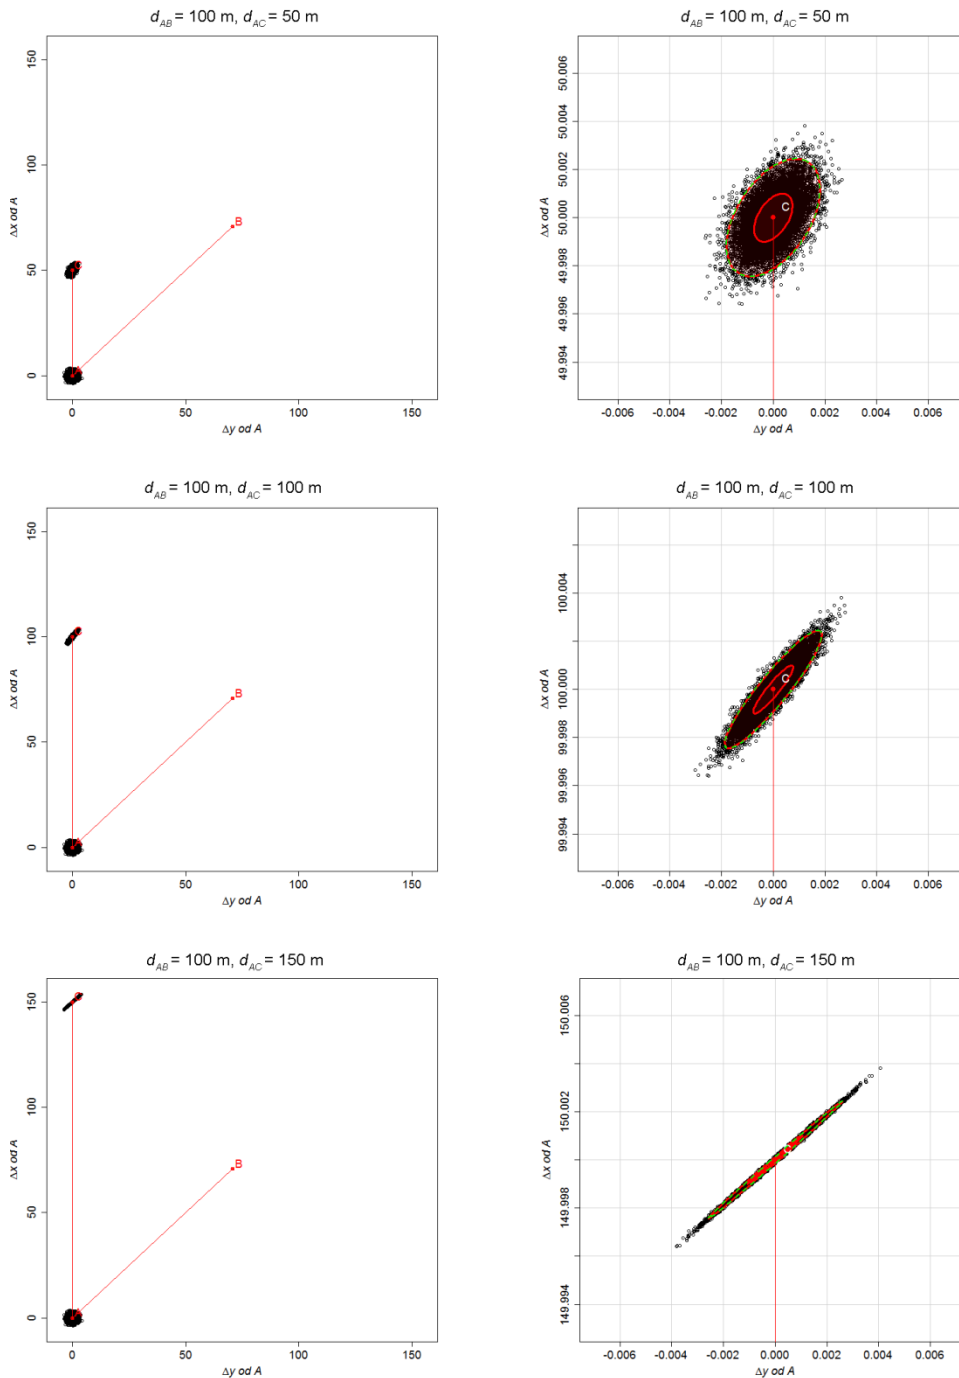 d_AB = 100 m, d_AC = 50 m
d_AB = 100 m, d_AC = 50 m
150
100
50
0
Δx od A
B
0
50
100
150
Δy od A
50.006
50.004
50.002
50.000
49.998
49.996
49.994
Δx od A
C
-0.006
-0.004
-0.002
0.000
0.002
0.004
0.006
Δy od A
d_AB = 100 m, d_AC = 100 m
d_AB = 100 m, d_AC = 100 m
150
100
50
0
Δx od A
B
0
50
100
150
Δy od A
100.004
100.000
99.998
99.996
99.994
Δx od A
C
-0.006
-0.004
-0.002
0.000
0.002
0.004
0.006
Δy od A
d_AB = 100 m, d_AC = 150 m
d_AB = 100 m, d_AC = 150 m
150
100
50
0
Δx od A
B
0
50
100
150
Δy od A
150.006
150.002
149.998
149.994
Δx od A
-0.006
-0.004
-0.002
0.000
0.002
0.004
0.006
Δy od A